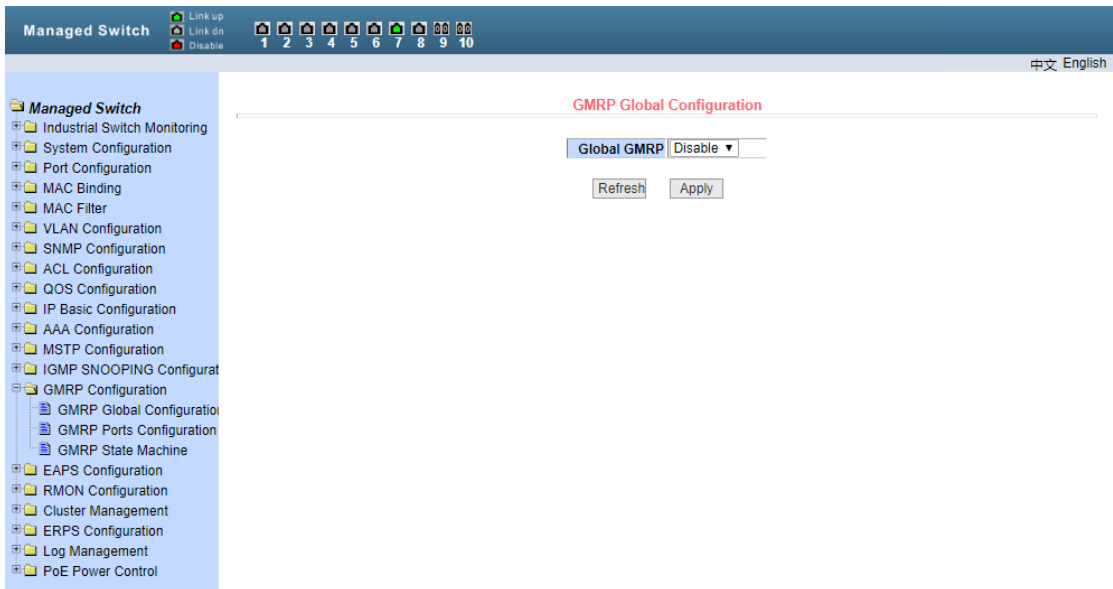 Managed Switch
Link up
Link dn
Disable
1 2 3 4 5 6 7 8 9 10
中文 English
Managed Switch
Industrial Switch Monitoring
System Configuration
Port Configuration
MAC Binding
MAC Filter
VLAN Configuration
SNMP Configuration
ACL Configuration
QOS Configuration
IP Basic Configuration
AAA Configuration
MSTP Configuration
IGMP SNOOPING Configurat
GMRP Configuration
GMRP Global Configuration
GMRP Ports Configuration
GMRP State Machine
EAPS Configuration
RMON Configuration
Cluster Management
ERPS Configuration
Log Management
PoE Power Control
GMRP Global Configuration
Global GMRP Disable
Refresh Apply